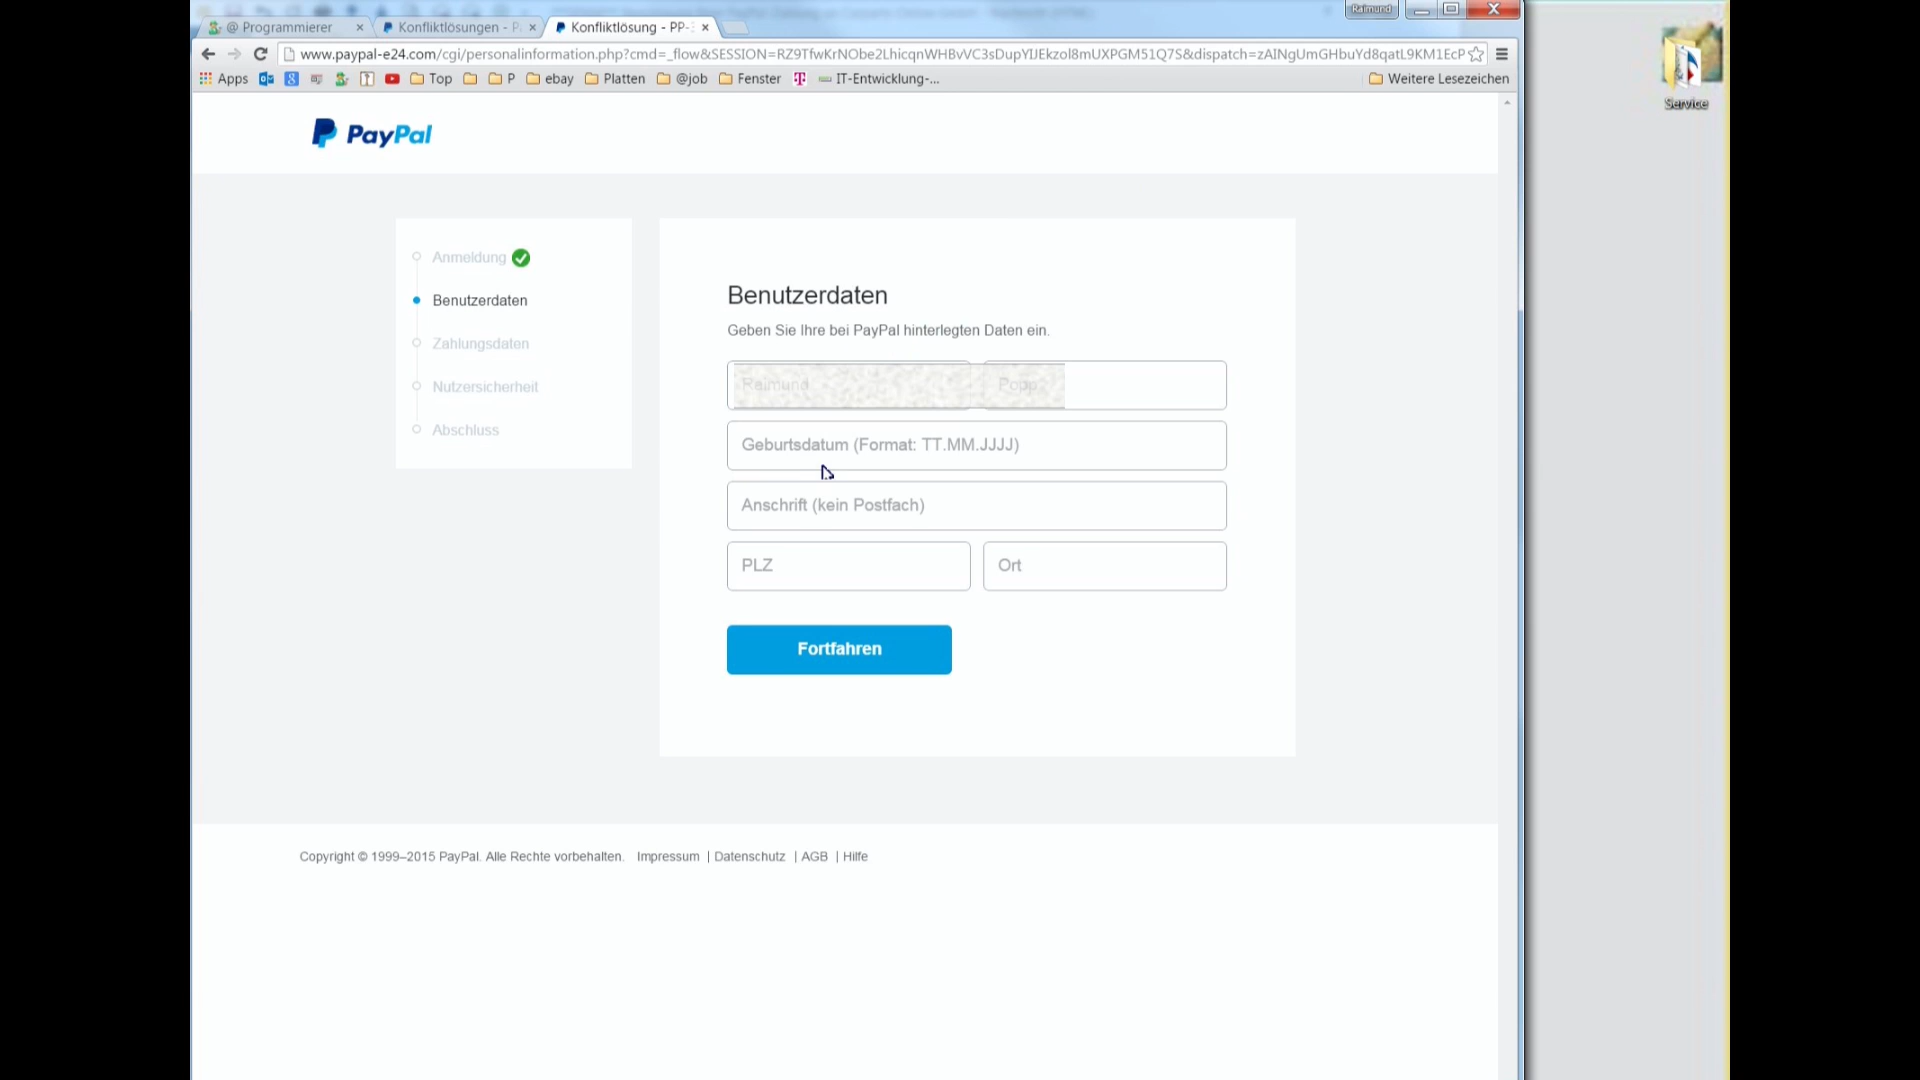 Raimund
@ Programmierer
Konfliktlösungen - P
Konfliktlösung - PP-
www.paypal-e24.com/cgi/personalinformation.php?cmd=_flow&SESSION=
Apps
Top
P
ebay
Platten
@job
Fenster
IT-Entwicklung-...
Weitere Lesezeichen
Service
PayPal
Anmeldung
Benutzerdaten
Zahlungsdaten
Nutzersicherheit
Abschluss
Benutzerdaten
Geben Sie Ihre bei PayPal hinterlegten Daten ein.
Raimund Popp
Geburtsdatum (Format: TT.MM.JJJJ)
Anschrift (kein Postfach)
PLZ Ort
Fortfahren
Copyright © 1999–2015 PayPal. Alle Rechte vorbehalten. Impressum | Datenschutz | AGB | Hilfe